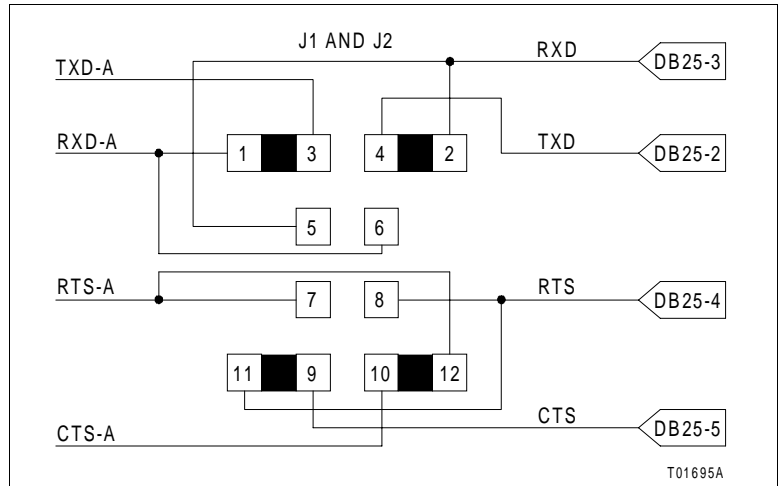 J1 AND J2
RXD
DB25-3
TXD-A
RXD-A
1
3
4
2
TXD
DB25-2
5
6
RTS-A
7
8
RTS
DB25-4
11
9
10
12
CTS
DB25-5
CTS-A
T01695A